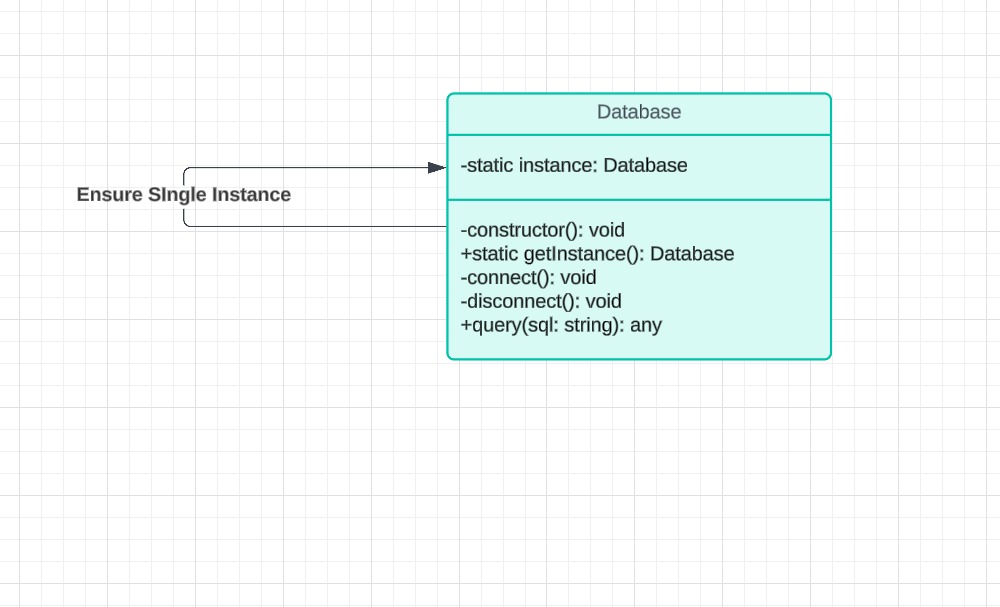 Database
-static instance: Database
Ensure SIngle Instance
-constructor(): void
+static getInstance(): Database
-connect(): void
-disconnect(): void
+query(sql: string): any